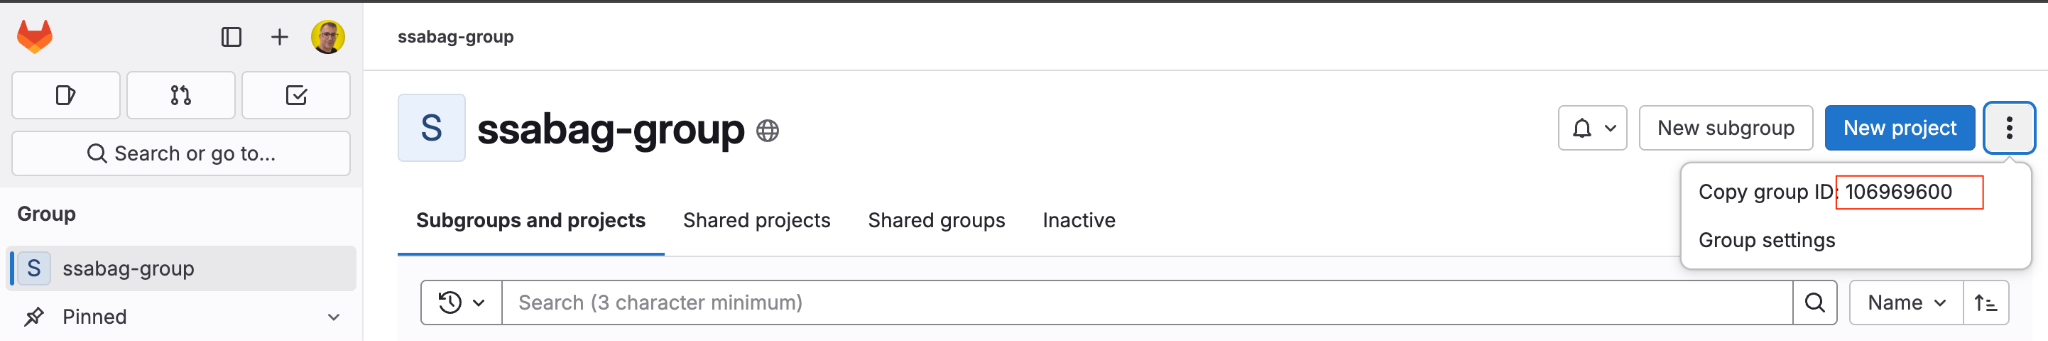 ssabag-group
Search or go to...
Group
S ssabag-group
Pinned
S ssabag-group
New subgroup
New project
Copy group ID: 106969600
Group settings
Subgroups and projects Shared projects Shared groups Inactive
Search (3 character minimum)
Name